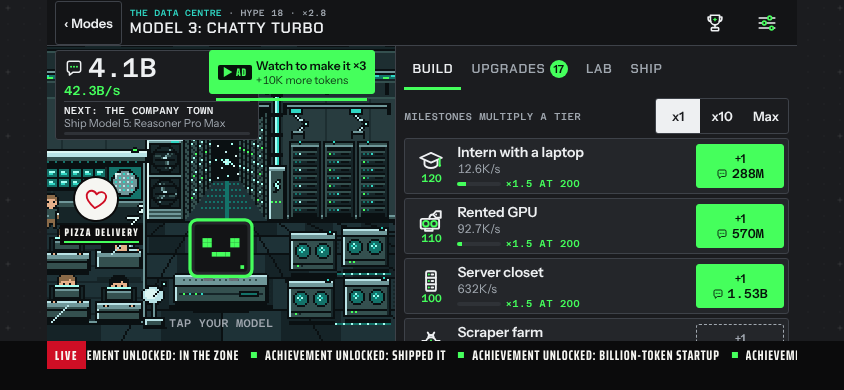 ‹ Modes
THE DATA CENTRE · HYPE 18 · ×2.8
MODEL 3: CHATTY TURBO
4.1B
42.3B/s
NEXT: THE COMPANY TOWN
Ship Model 5: Reasoner Pro Max
AD
Watch to make it ×3
+10K more tokens
PIZZA DELIVERY
TAP YOUR MODEL
BUILD
UPGRADES 17
LAB
SHIP
MILESTONES MULTIPLY A TIER
x1
x10
Max
Intern with a laptop
12.6K/s
120
×1.5 AT 200
+1
288M
Rented GPU
92.7K/s
110
×1.5 AT 200
+1
570M
Server closet
632K/s
100
×1.5 AT 200
+1
1.53B
Scraper farm
+1
LIVE
EMENT UNLOCKED: IN THE ZONE
ACHIEVEMENT UNLOCKED: SHIPPED IT
ACHIEVEMENT UNLOCKED: BILLION-TOKEN STARTUP
ACHIEVEM